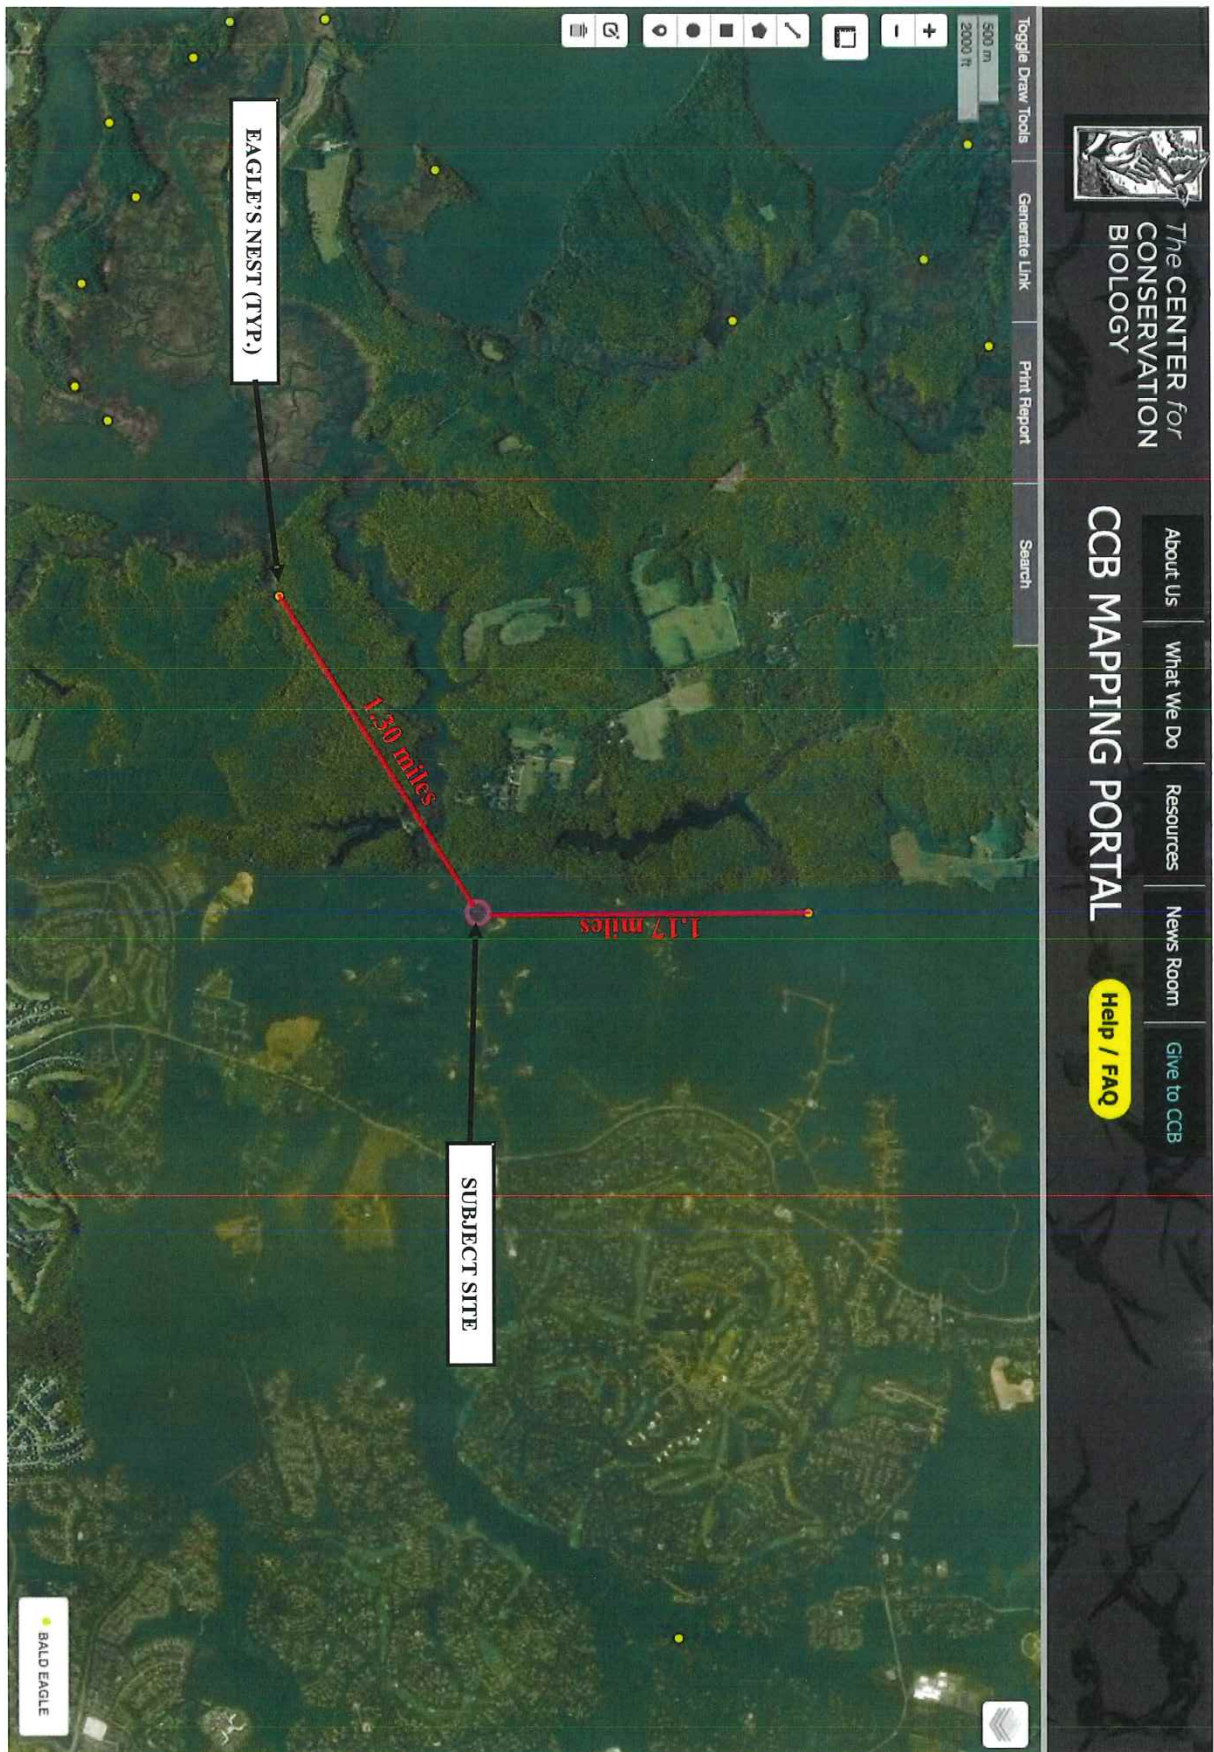 The CENTER for
CONSERVATION
BIOLOGY
About Us
What We Do
Resources
News Room
Give to CCB
CCB MAPPING PORTAL
Help / FAQ
Toggle Draw Tools
Generate Link
Print Report
Search
500 m
2000 ft
+
-
EAGLE'S NEST (TYP.)
1.30 miles
1.17 miles
SUBJECT SITE
BALD EAGLE